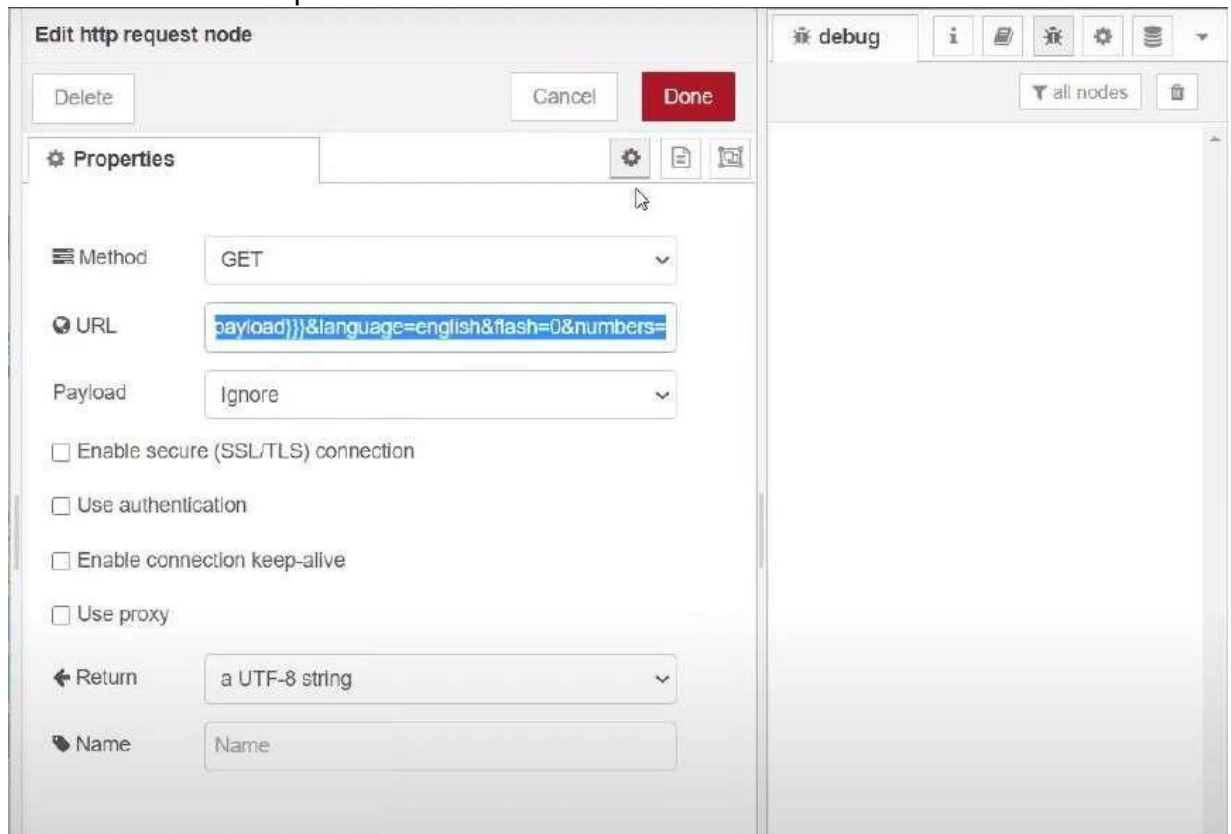 Edit http request node
debug
Delete
Cancel
Done
all nodes
Properties
Method
GET
URL
payload}}}&language=english&flash=0&numbers=
Payload
Ignore
Enable secure (SSL/TLS) connection
Use authentication
Enable connection keep-alive
Use proxy
Return
a UTF-8 string
Name
Name